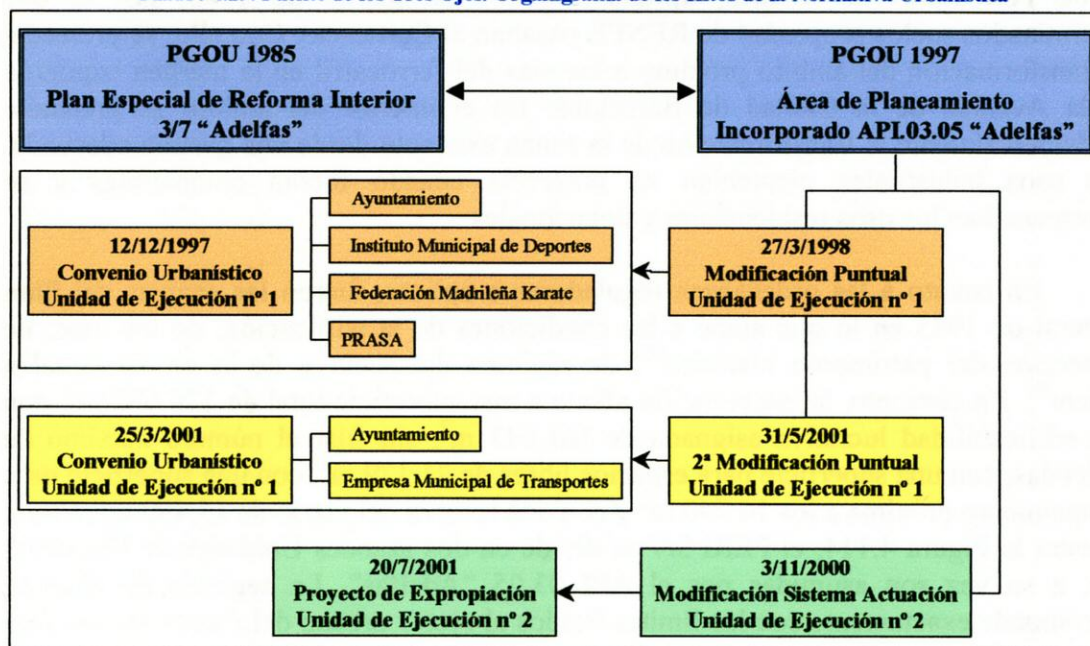 PGOU 1985
Plan Especial de Reforma Interior
3/7 “Adelfas”
PGOU 1997
Área de Planeamiento
Incorporado API.03.05 “Adelfas”
12/12/1997
Convenio Urbanístico
Unidad de Ejecución nº 1
Ayuntamiento
Instituto Municipal de Deportes
Federación Madrileña Karate
PRASA
27/3/1998
Modificación Puntual
Unidad de Ejecución nº 1
25/3/2001
Convenio Urbanístico
Unidad de Ejecución nº 1
Ayuntamiento
Empresa Municipal de Transportes
31/5/2001
2ª Modificación Puntual
Unidad de Ejecución nº 1
20/7/2001
Proyecto de Expropiación
Unidad de Ejecución nº 2
3/11/2000
Modificación Sistema Actuación
Unidad de Ejecución nº 2